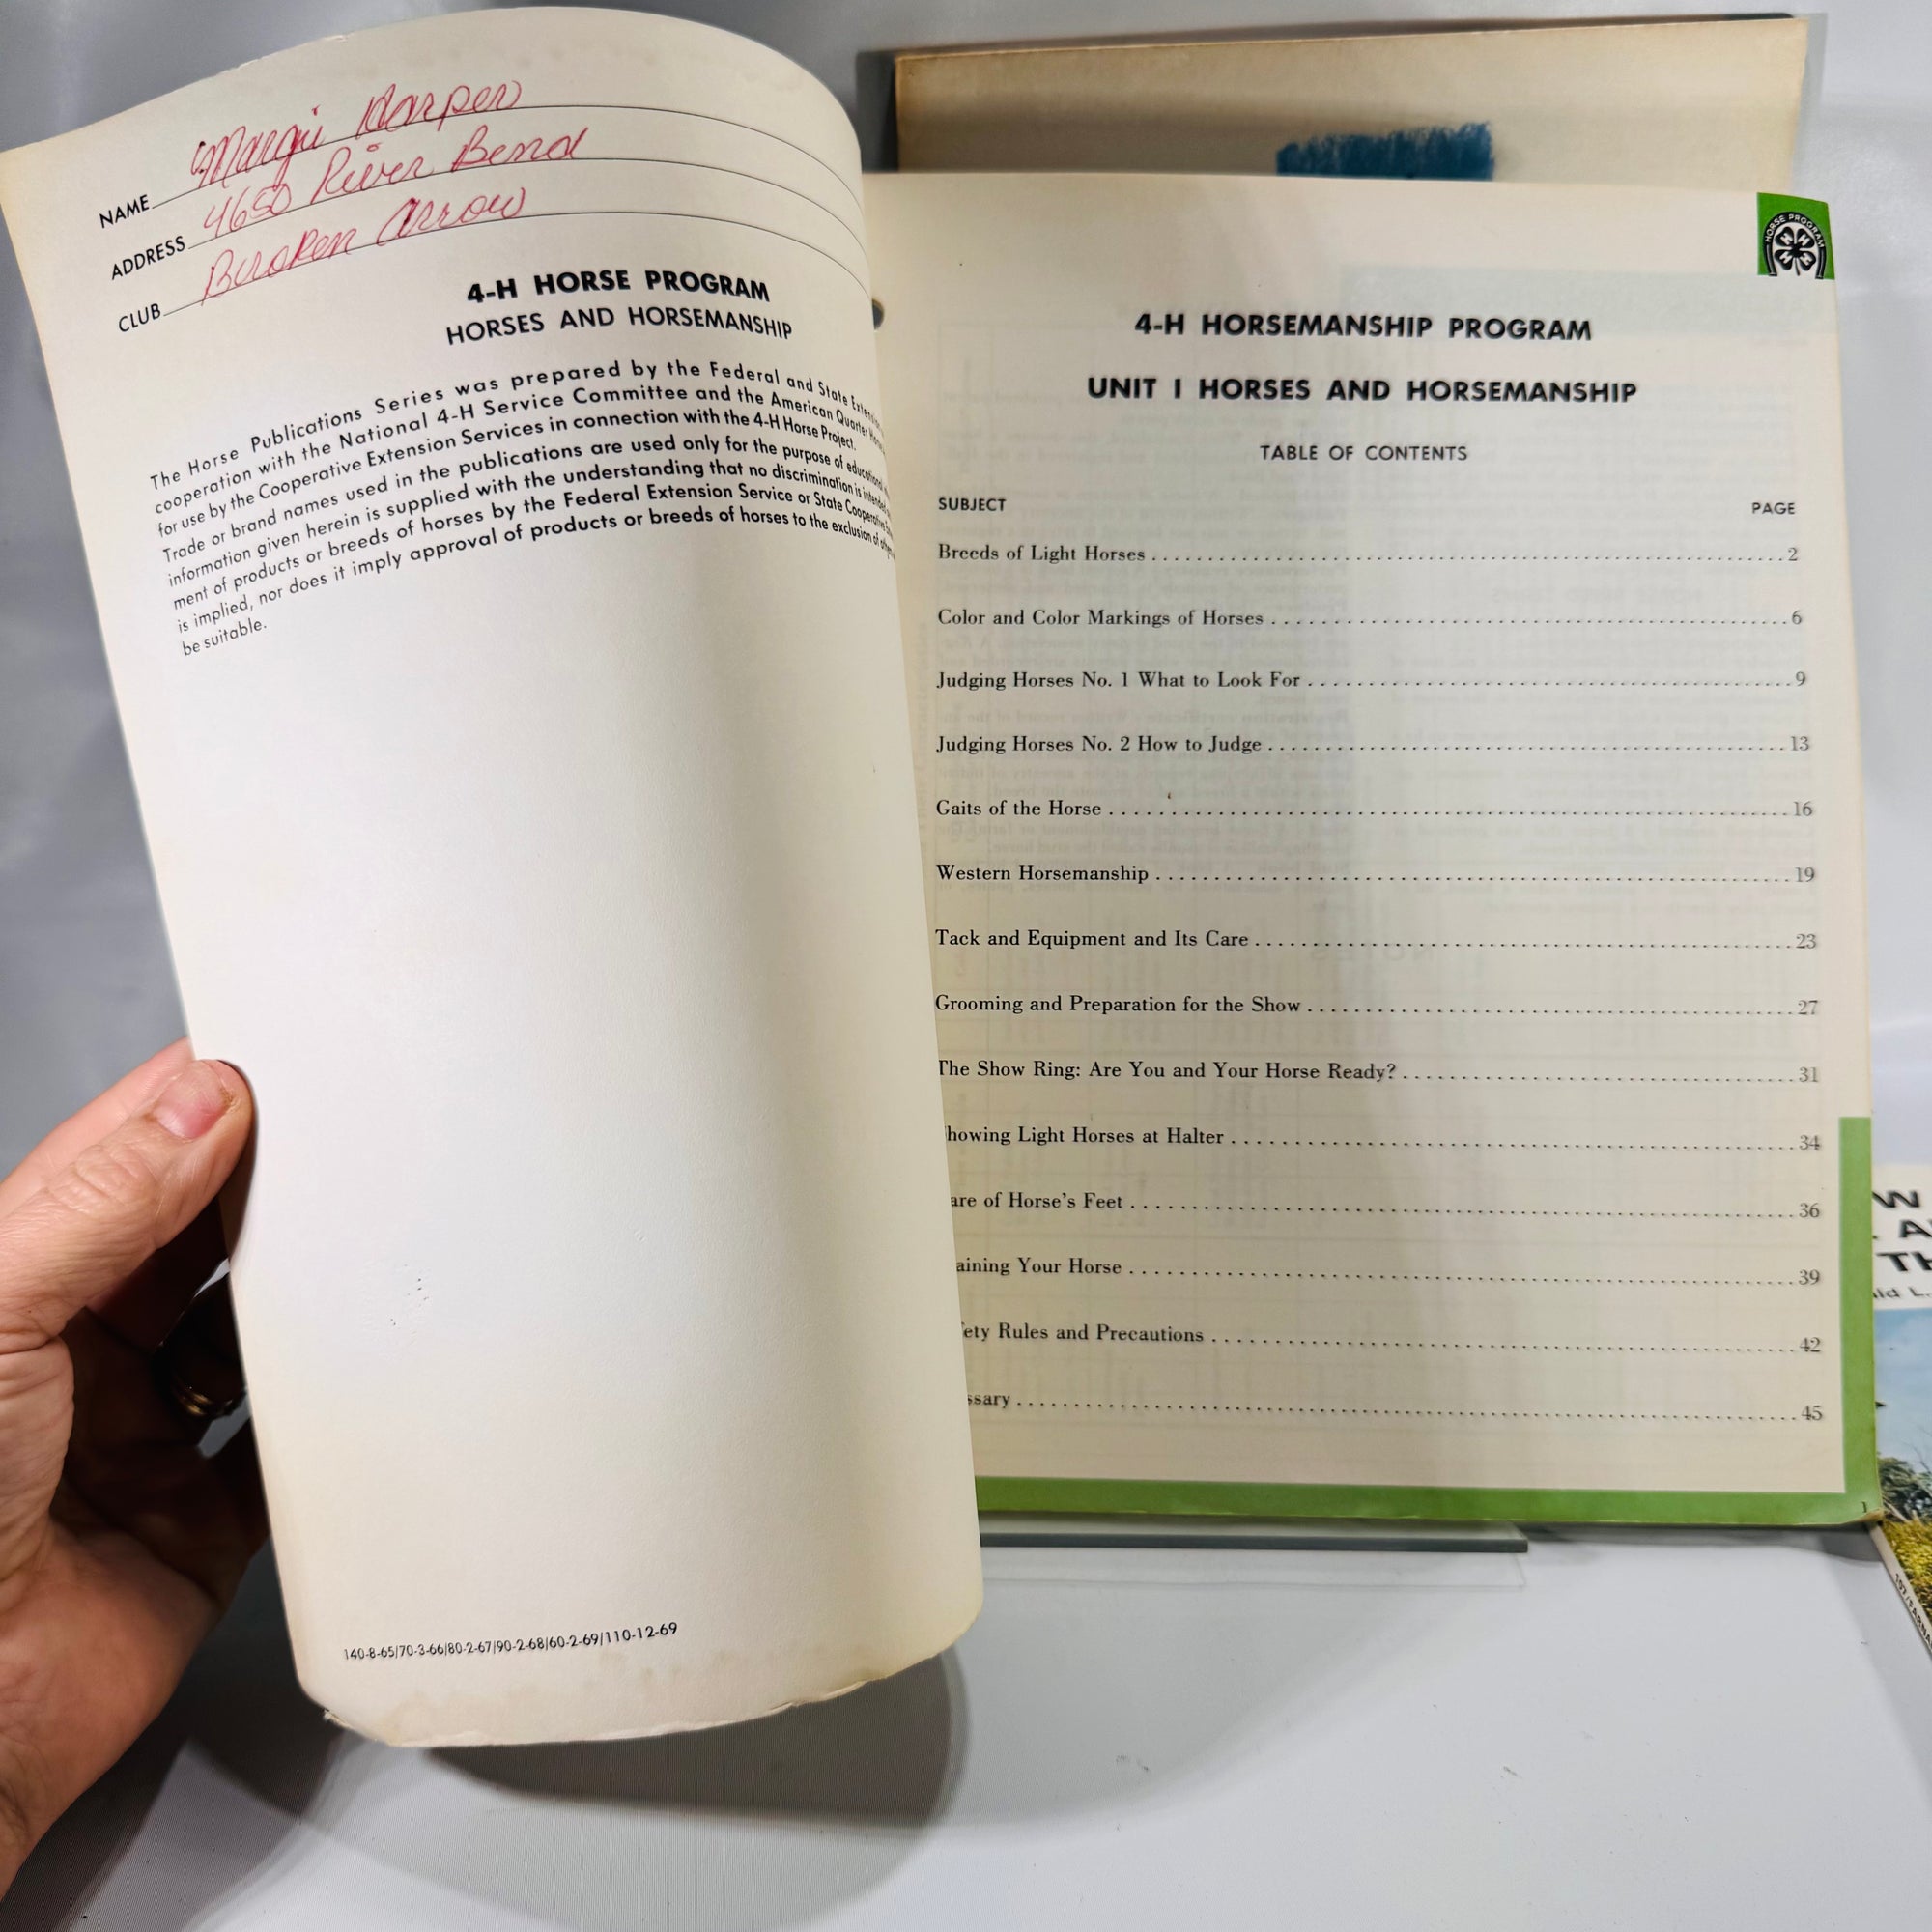 NAME Margii Harper
ADDRESS 4650 River Bend
CLUB Broken Arrow
4-H HORSE PROGRAM
HORSES AND HORSEMANSHIP
The Horse Publications Series was prepared by the Federal and State
cooperation with the National 4-H Service Committee and the American Quarter
for use by the Cooperative Extension Services in connection with the 4-H Horse Project.
Trade or brand names used in the publications are used only for the purpose of
information given herein is supplied with the understanding that no discrimination is
ment of products or breeds of horses by the Federal Extension Service or State Cooperative
is implied, nor does it imply approval of products or breeds of horses to the exclusion of
be suitable.
140-8-65/70-3-66/80-2-67/90-2-68/60-2-69/110-12-69
HORSE PROGRAM
H H H H
4-H HORSEMANSHIP PROGRAM
UNIT I HORSES AND HORSEMANSHIP
TABLE OF CONTENTS
SUBJECT PAGE
Breeds of Light Horses 2
Color and Color Markings of Horses 6
Judging Horses No. 1 What to Look For 9
Judging Horses No. 2 How to Judge 13
Gaits of the Horse 16
Western Horsemanship 19
Tack and Equipment and Its Care 23
Grooming and Preparation for the Show 27
The Show Ring: Are You and Your Horse Ready? 31
howing Light Horses at Halter 34
are of Horse's Feet 36
aining Your Horse 39
ety Rules and Precautions 42
ssary 45
1
W
A
TH
ld L.